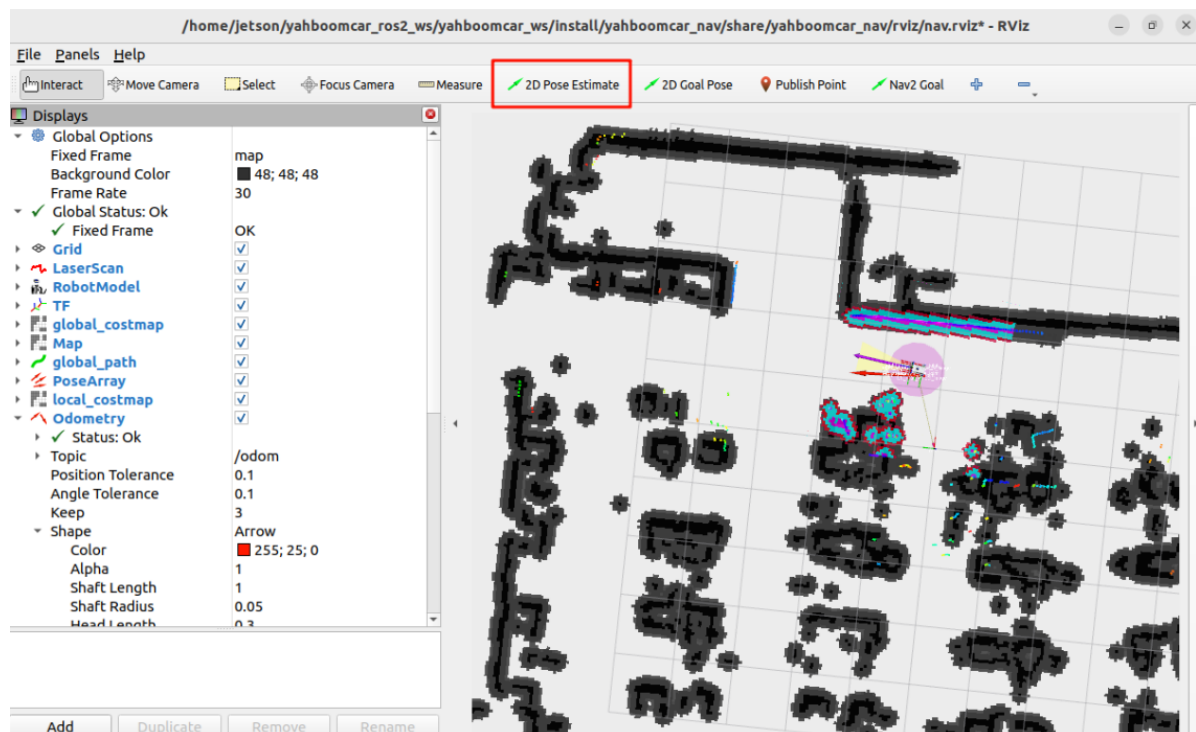 /home/jetson/yahboomcar_ros2_ws/yahboomcar_ws/install/yahboomcar_nav/share/yahboomcar_nav/rviz/nav.rviz* - RViz
File Panels Help
Interact Move Camera Select Focus Camera Measure 2D Pose Estimate 2D Goal Pose Publish Point Nav2 Goal
Displays
Global Options
Fixed Frame map
Background Color 48; 48; 48
Frame Rate 30
Global Status: Ok
Fixed Frame OK
Grid
LaserScan
RobotModel
TF
global_costmap
Map
global_path
PoseArray
local_costmap
Odometry
Status: Ok
Topic /odom
Position Tolerance 0.1
Angle Tolerance 0.1
Keep 3
Shape Arrow
Color 255; 25; 0
Alpha 1
Shaft Length 1
Shaft Radius 0.05
Head Length 0.3
Add Duplicate Remove Rename